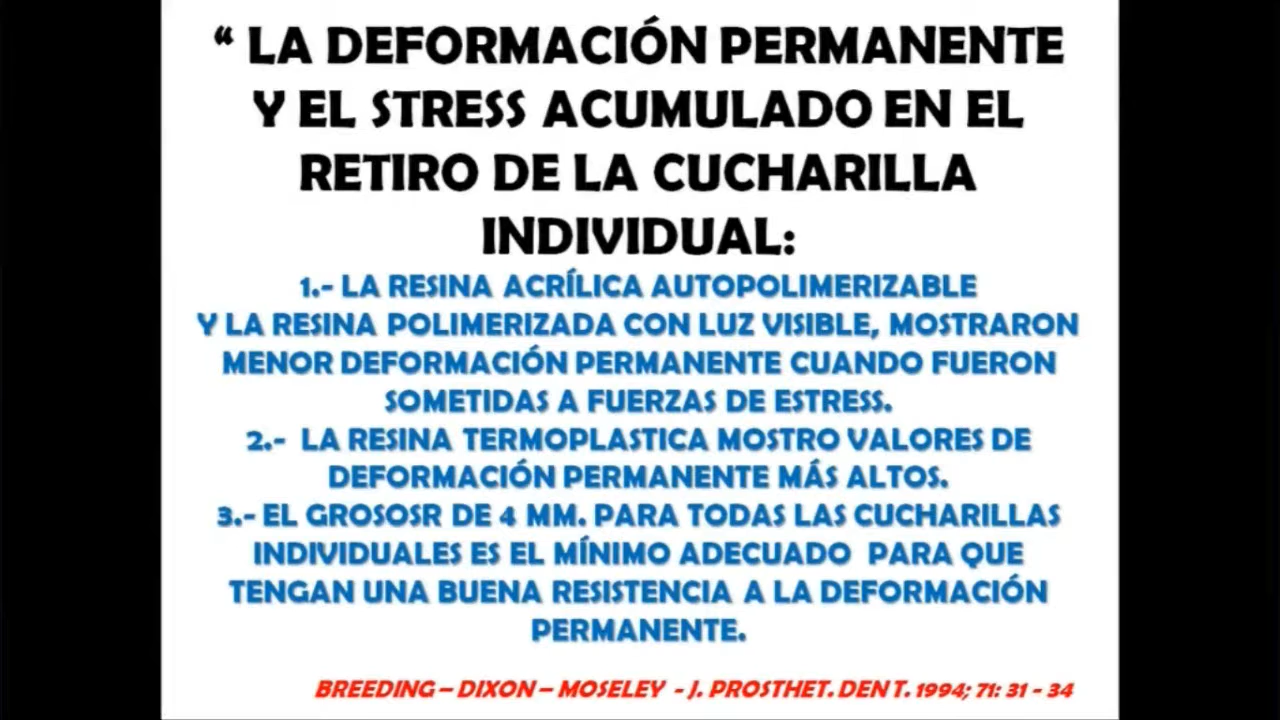 “ LA DEFORMACIÓN PERMANENTE
Y EL STRESS ACUMULADO EN EL
RETIRO DE LA CUCHARILLA
INDIVIDUAL:
1.- LA RESINA ACRÍLICA AUTOPOLIMERIZABLE
Y LA RESINA POLIMERIZADA CON LUZ VISIBLE, MOSTRARON
MENOR DEFORMACIÓN PERMANENTE CUANDO FUERON
SOMETIDAS A FUERZAS DE ESTRESS.
2.- LA RESINA TERMOPLASTICA MOSTRO VALORES DE
DEFORMACIÓN PERMANENTE MÁS ALTOS.
3.- EL GROSOSR DE 4 MM. PARA TODAS LAS CUCHARILLAS
INDIVIDUALES ES EL MÍNIMO ADECUADO PARA QUE
TENGAN UNA BUENA RESISTENCIA A LA DEFORMACIÓN
PERMANENTE.
BREEDING – DIXON – MOSELEY - J. PROSTHET. DEN T. 1994; 71: 31 - 34